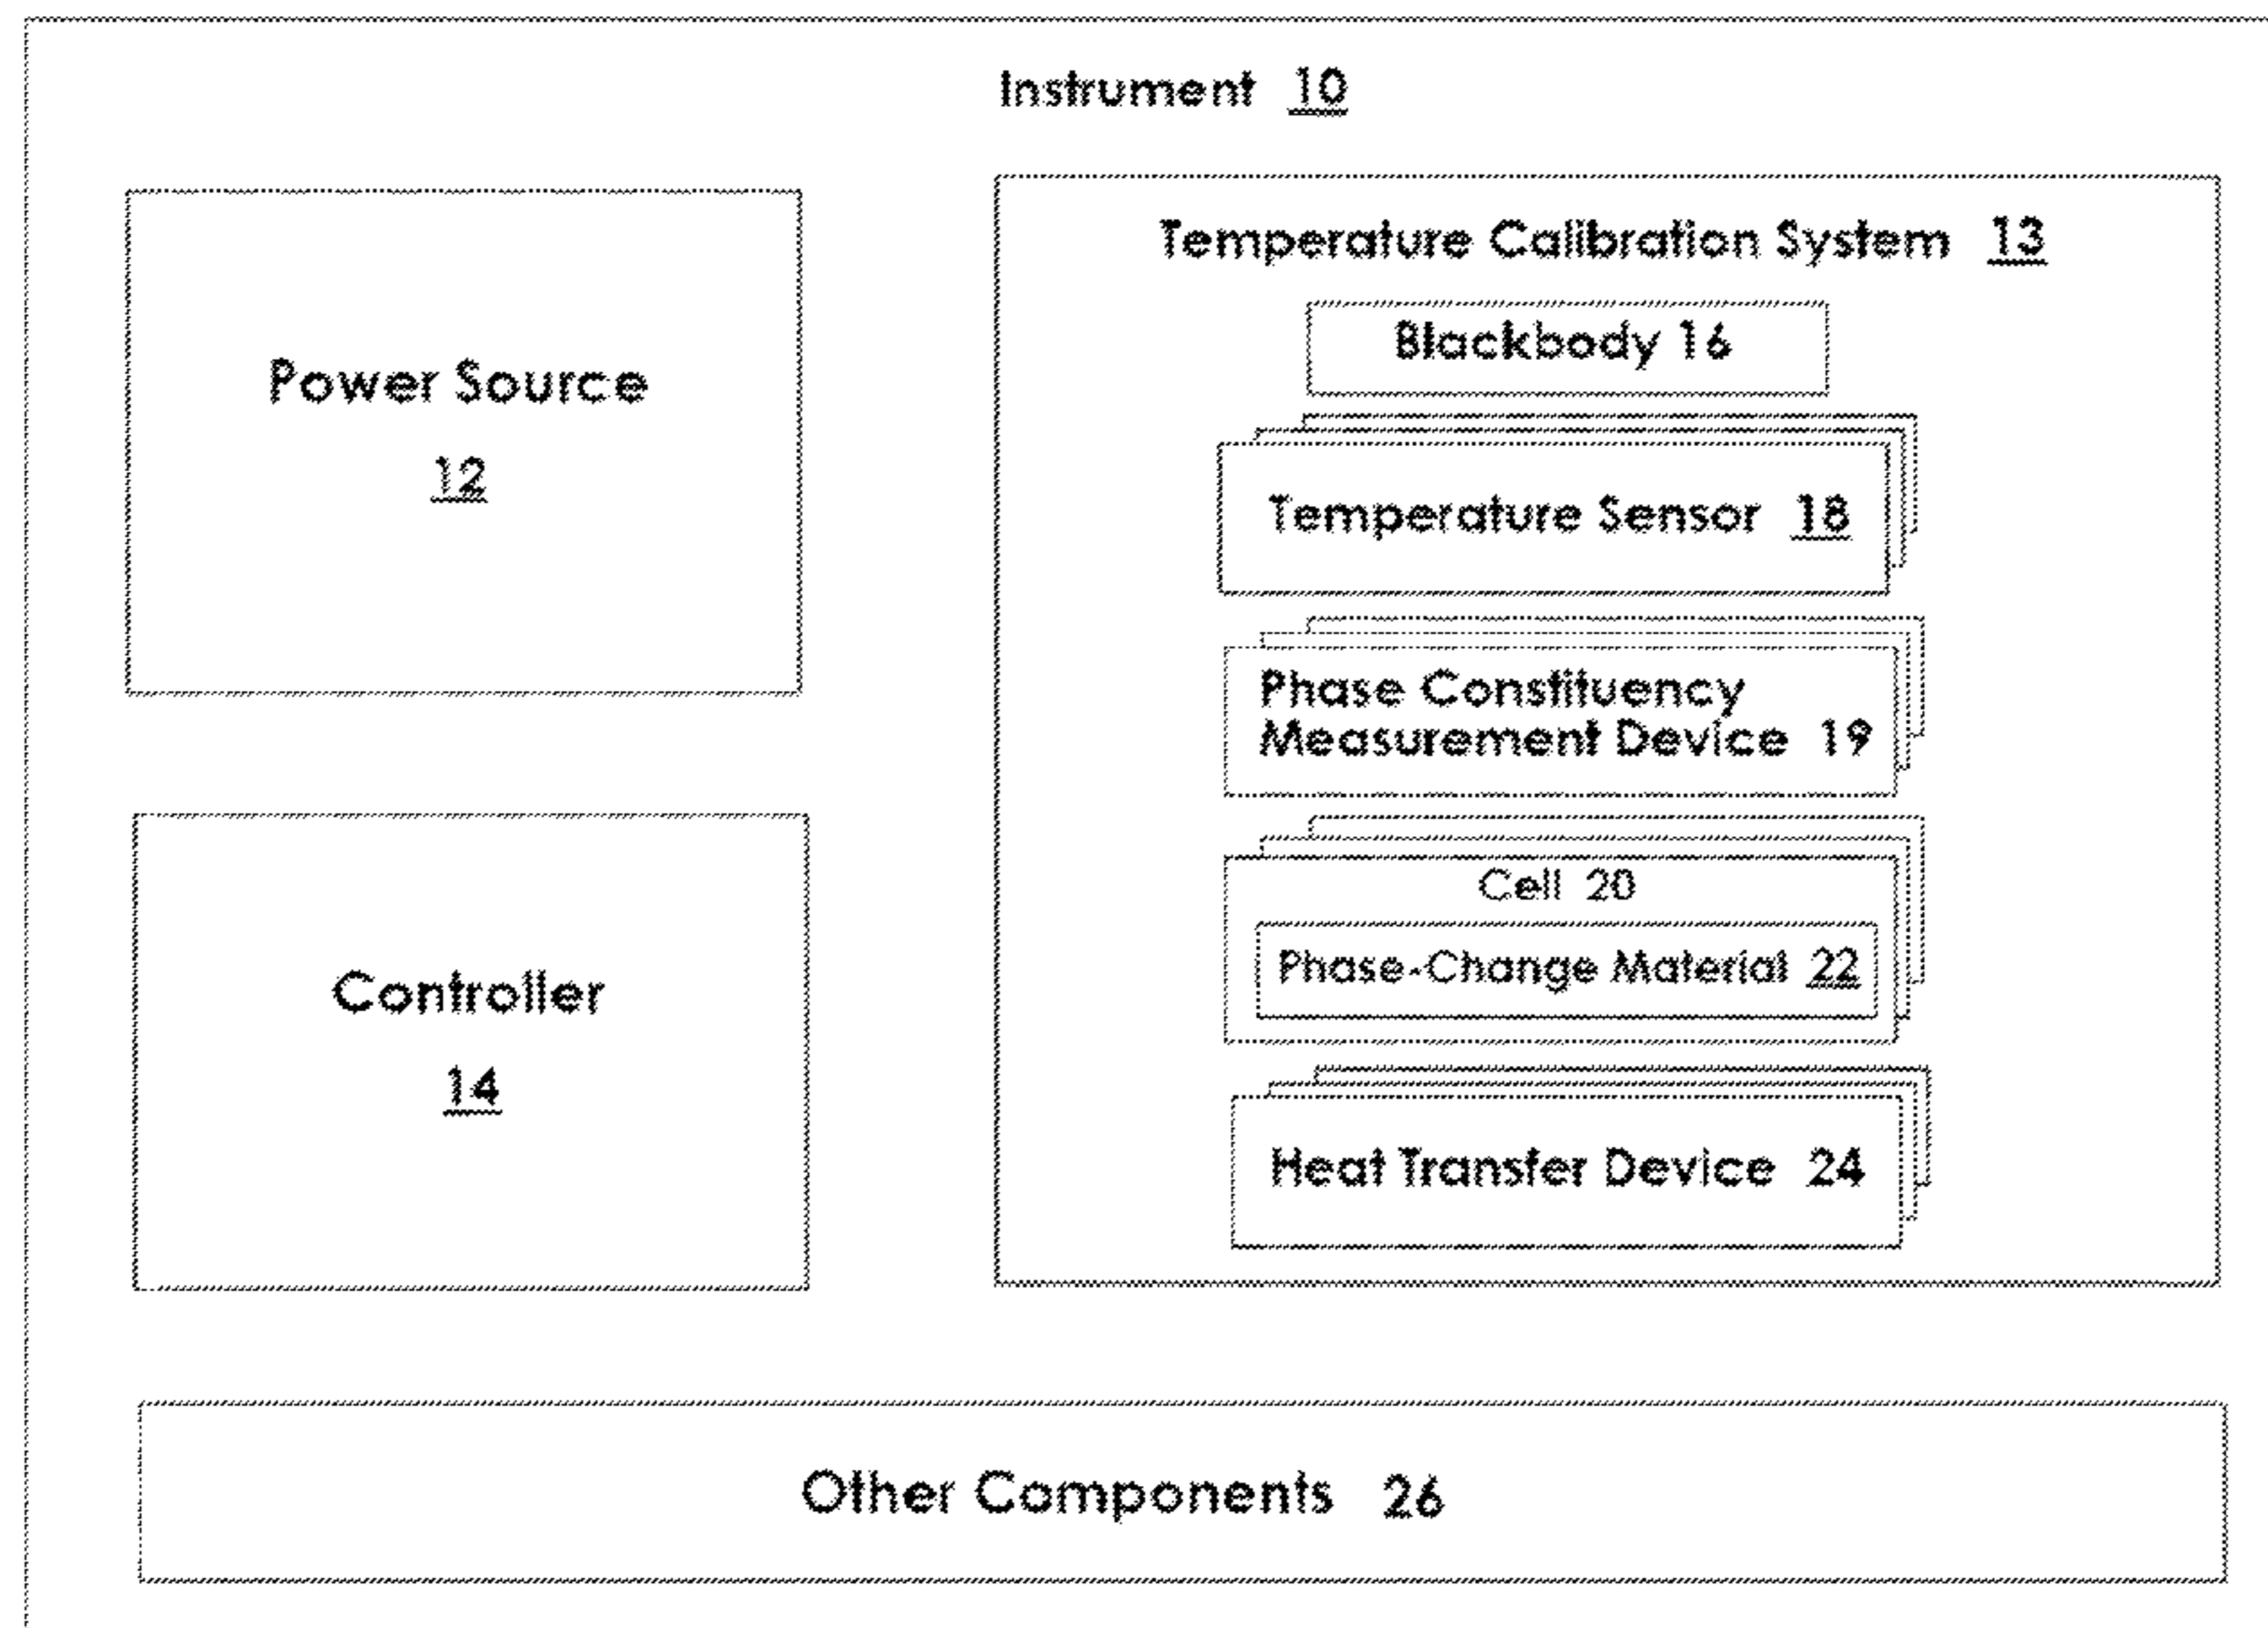 Instrument 10
Power Source
12
Controller
14
Temperature Calibration System 13
Blackbody 16
Temperature Sensor 18
Phase Constituency
Measurement Device 19
Cell 20
Phase-Change Material 22
Heat Transfer Device 24
Other Components 26